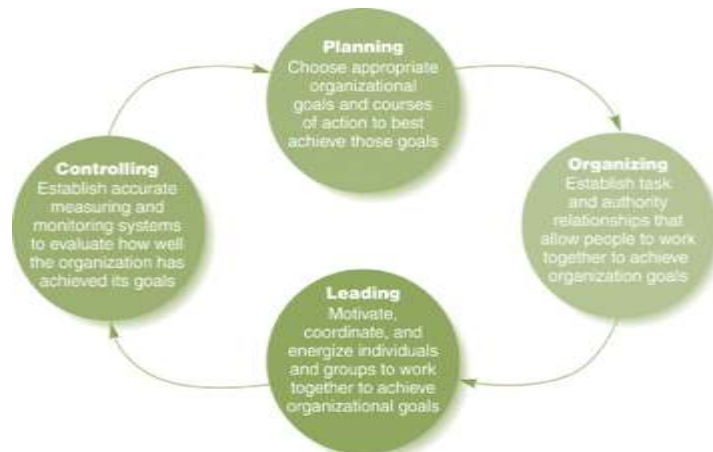 Planning
Choose appropriate
organizational
goals and courses
of action to best
achieve those goals
Organizing
Establish task
and authority
relationships that
allow people to work
together to achieve
organization goals
Leading
Motivate,
coordinate, and
energize individuals
and groups to work
together to achieve
organizational goals
Controlling
Establish accurate
measuring and
monitoring systems
to evaluate how well
the organization has
achieved its goals